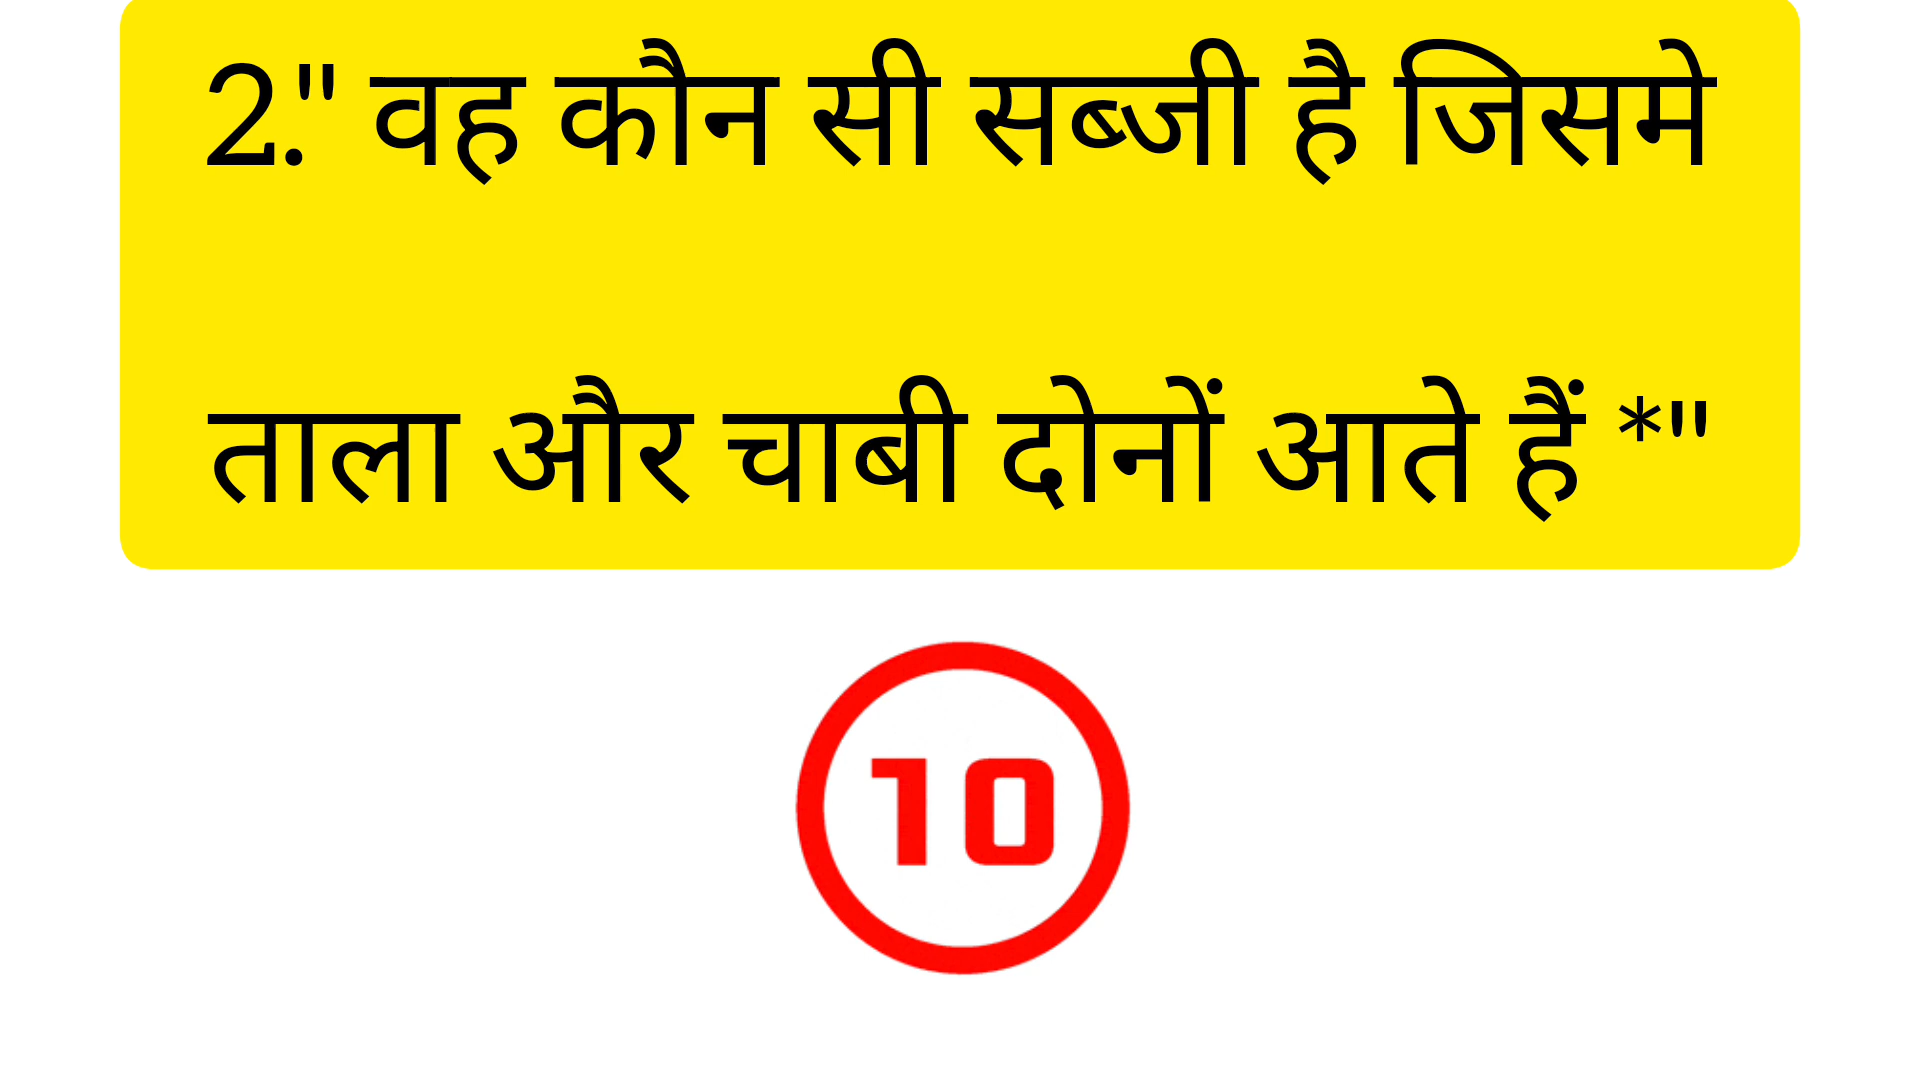 2." वह कौन सी सब्जी है जिसमे
ताला और चाबी दोनों आते हैं *"
10